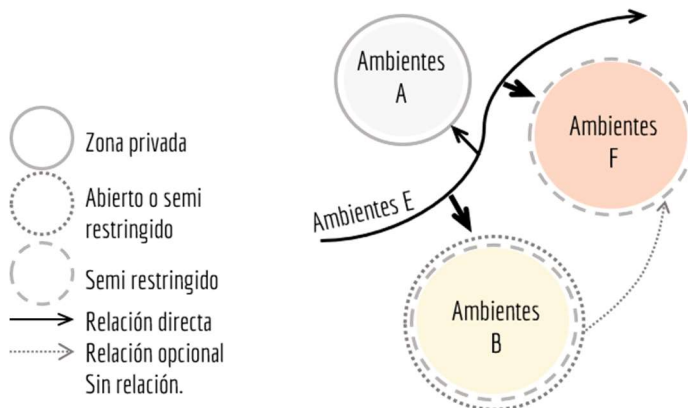 Ambientes
A
Ambientes
F
Ambientes E
Ambientes
B
Zona privada
Abierto o semi
restringido
Semi restringido
Relación directa
Relación opcional
Sin relación.